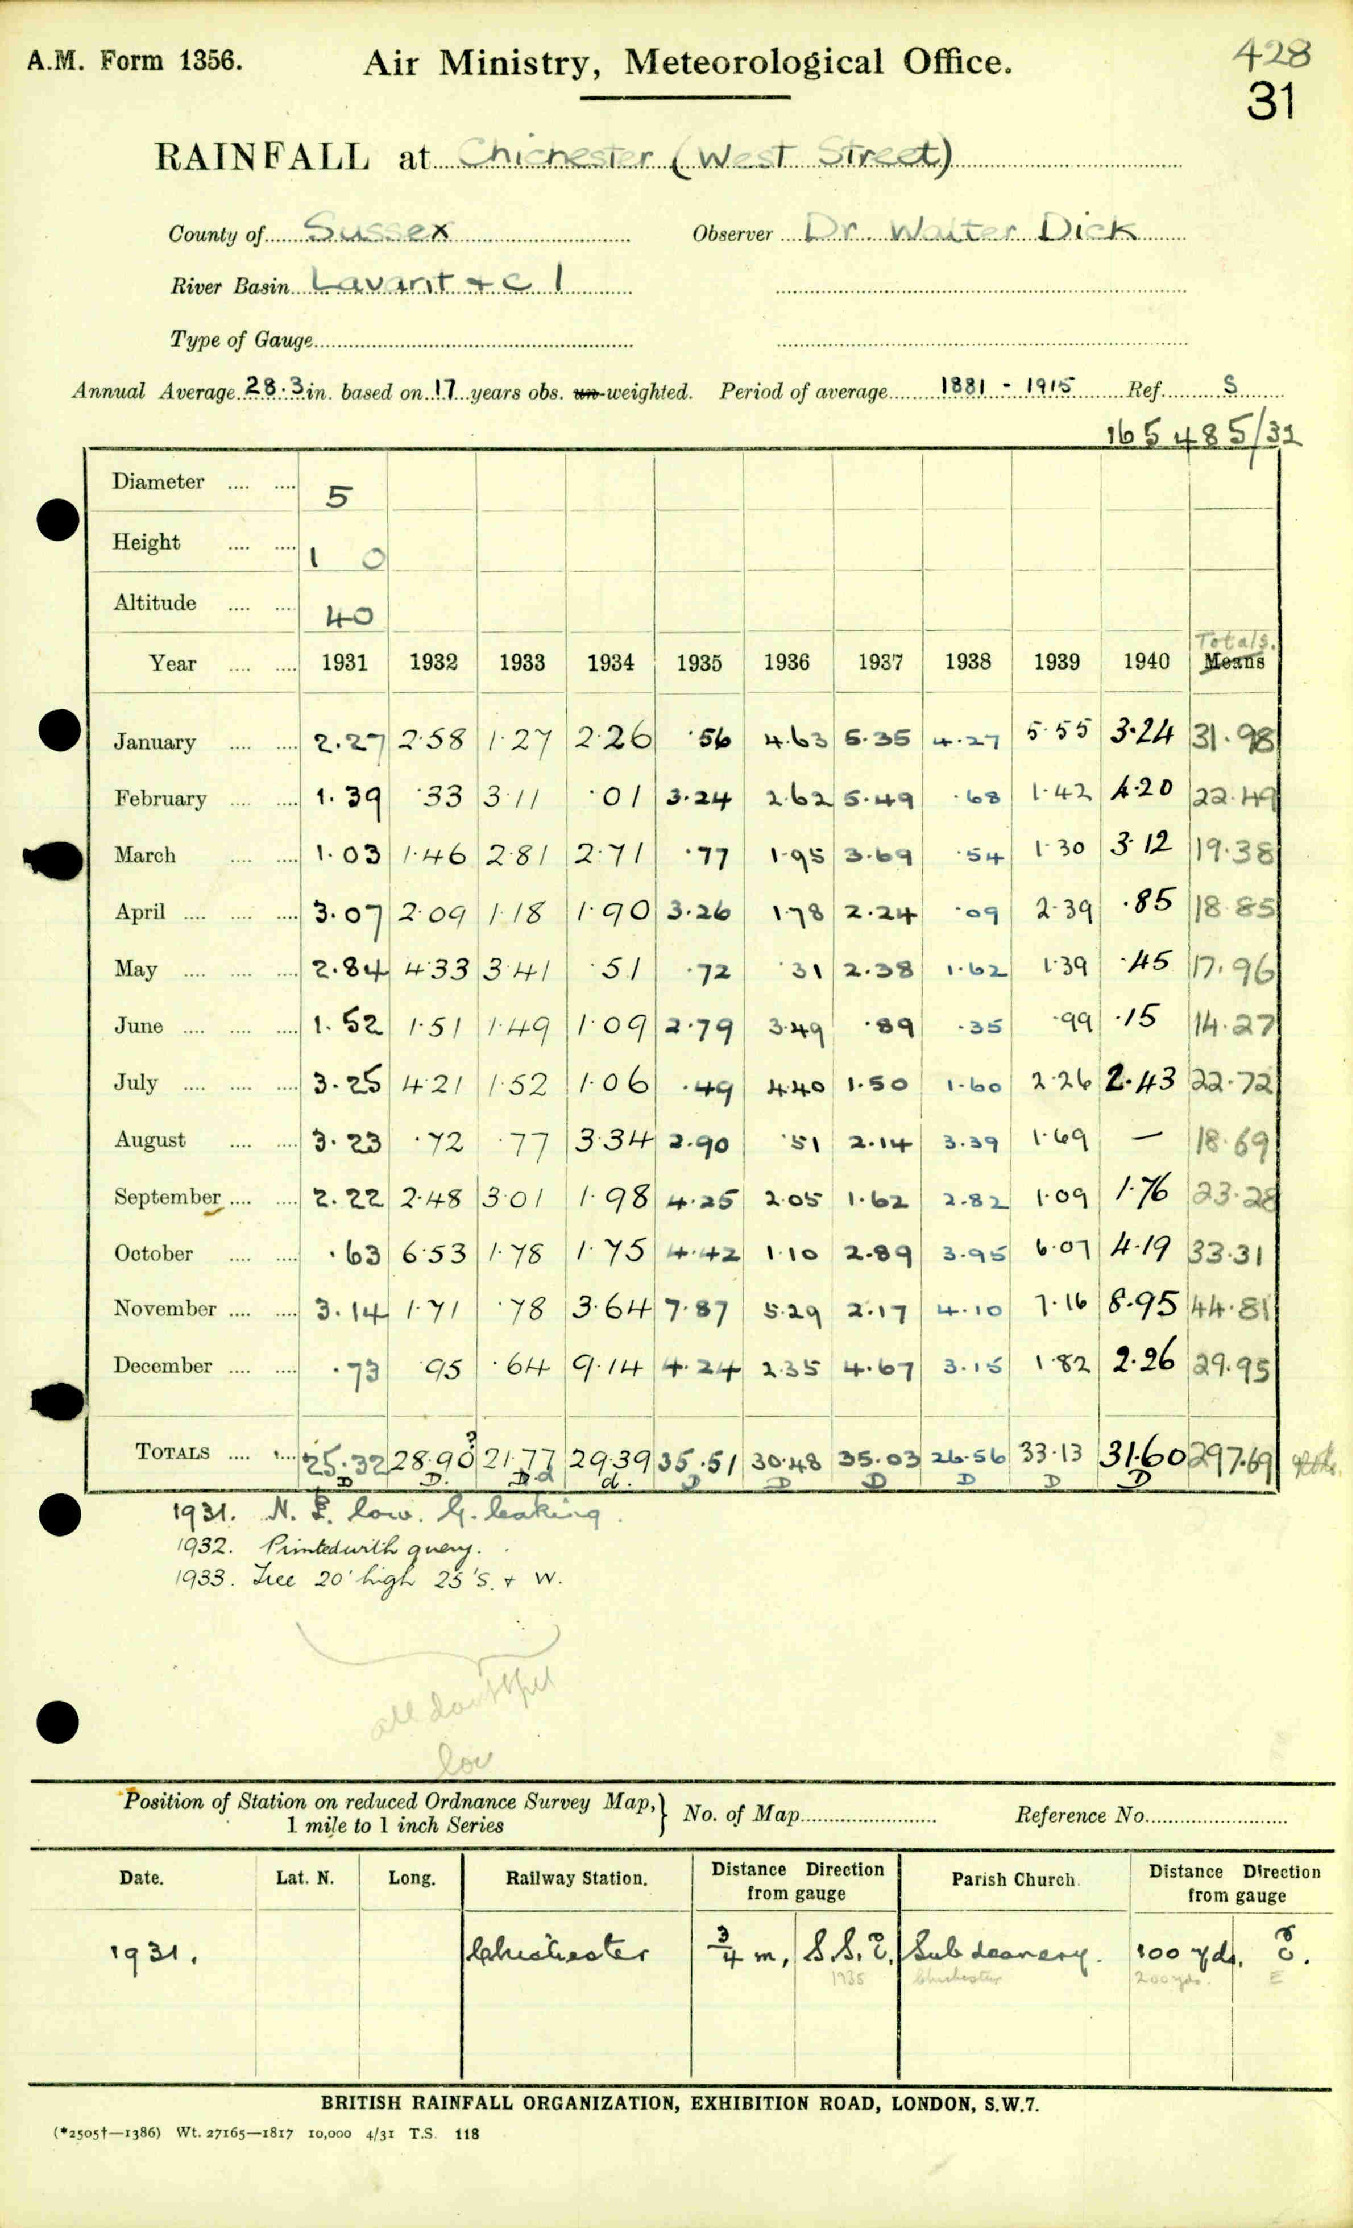 A.M. Form 1356.
Air Ministry, Meteorological Office.
428
31
RAINFALL at Chichester (West Street)
County of Sussex Observer Dr. Walter Dick
River Basin Lavant + C 1
Type of Gauge
Annual Average 28.3 in. based on 17 years obs. un-weighted. Period of average 1881 - 1915 Ref. S
165485/32
Diameter 5
Height 1 0
Altitude 40
Totals.
Year 1931 1932 1933 1934 1935 1936 1937 1938 1939 1940 Means
January 2.27 2.58 1.27 2.26 .56 4.63 5.35 4.27 5.55 3.24 31.98
February 1.39 .33 3.11 .01 3.24 2.62 5.49 .68 1.42 4.20 22.49
March 1.03 1.46 2.81 2.71 .77 1.95 3.69 .54 1.30 3.12 19.38
April 3.07 2.09 1.18 1.90 3.26 1.78 2.24 .09 2.39 .85 18.85
May 2.84 4.33 3.41 .51 .72 .31 2.38 1.62 1.39 .45 17.96
June 1.52 1.51 1.49 1.09 2.79 3.49 .89 .35 .99 .15 14.27
July 3.25 4.21 1.52 1.06 .49 4.40 1.50 1.60 2.26 2.43 22.72
August 3.23 .72 .77 3.34 2.90 .51 2.14 3.39 1.69 — 18.69
September 2.22 2.48 3.01 1.98 4.25 2.05 1.62 2.82 1.09 1.76 23.28
October .63 6.53 1.78 1.75 4.42 1.10 2.89 3.95 6.07 4.19 33.31
November 3.14 1.71 .78 3.64 7.87 5.29 2.17 4.10 7.16 8.95 44.81
December .73 .95 .64 9.14 4.24 2.35 4.67 3.15 1.82 2.26 29.95
TOTALS 25.32 28.90? 21.77 29.39 35.51 30.48 35.03 26.56 33.13 31.60 297.69
D D. D d d. D D D D D D
1931. N. E. low. G. leaking.
1932. Printed with query.
1933. Tree 20' high 25' S. + W.
all doubtful
low
Position of Station on reduced Ordnance Survey Map,} No. of Map Reference No.
1 mile to 1 inch Series
Date. Lat. N. Long. Railway Station. Distance Direction from gauge Parish Church. Distance Direction from gauge
1931. Chichester 3/4 m, S.S.E. Subdeanery. 100 yds. E.
1935 Chichester 200 yds. E
BRITISH RAINFALL ORGANIZATION, EXHIBITION ROAD, LONDON, S.W.7.
(*2505†—1386) Wt. 27165—1817 10,000 4/31 T.S. 118